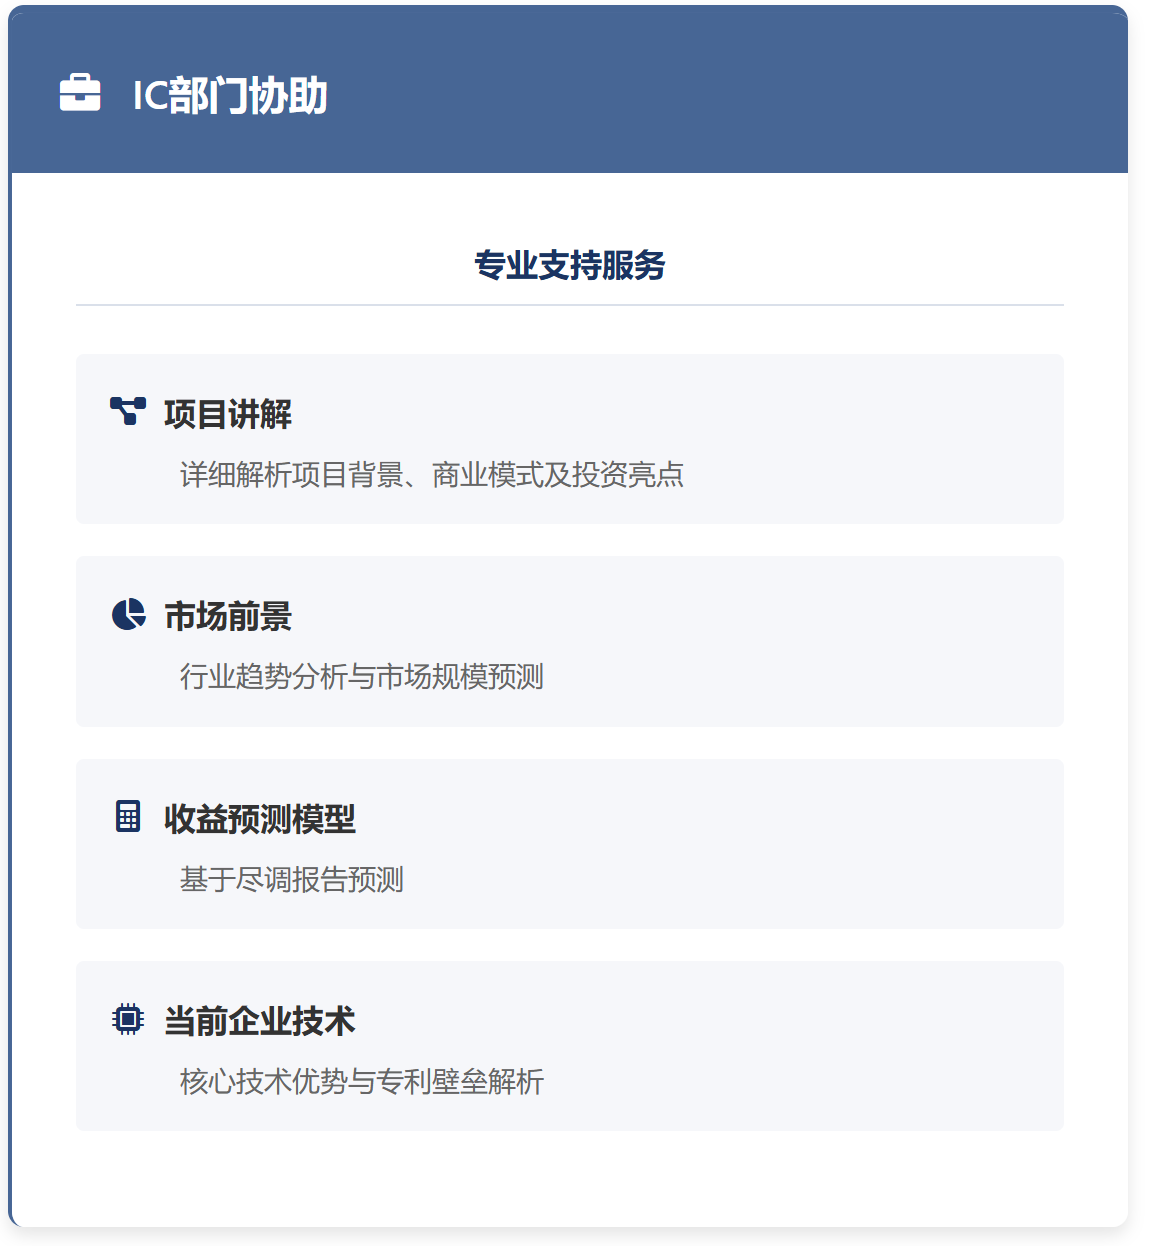 IC部门协助
专业支持服务
项目讲解
详细解析项目背景、商业模式及投资亮点
市场前景
行业趋势分析与市场规模预测
收益预测模型
基于尽调报告预测
当前企业技术
核心技术优势与专利壁垒解析